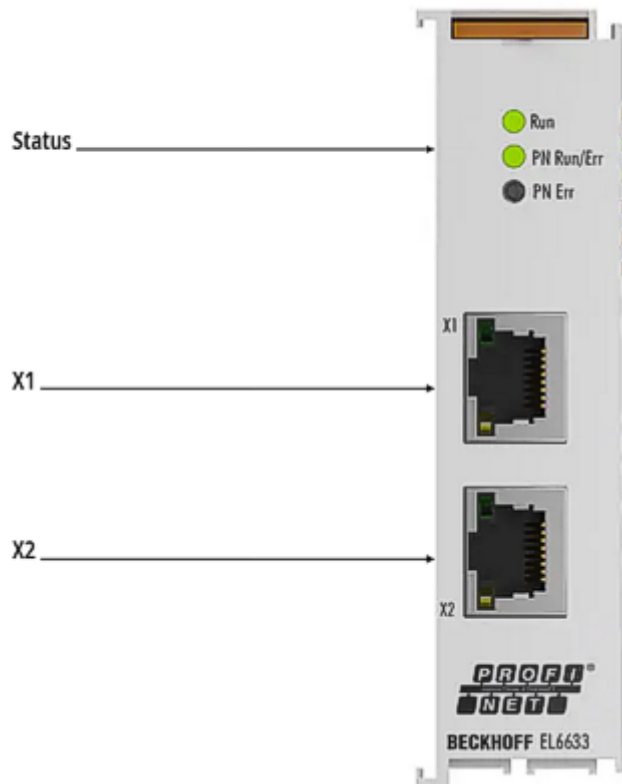 Status
Run
PN Run/Err
PN Err
X1
X1
X2
X2
PROFI®
NET
BECKHOFF EL6633